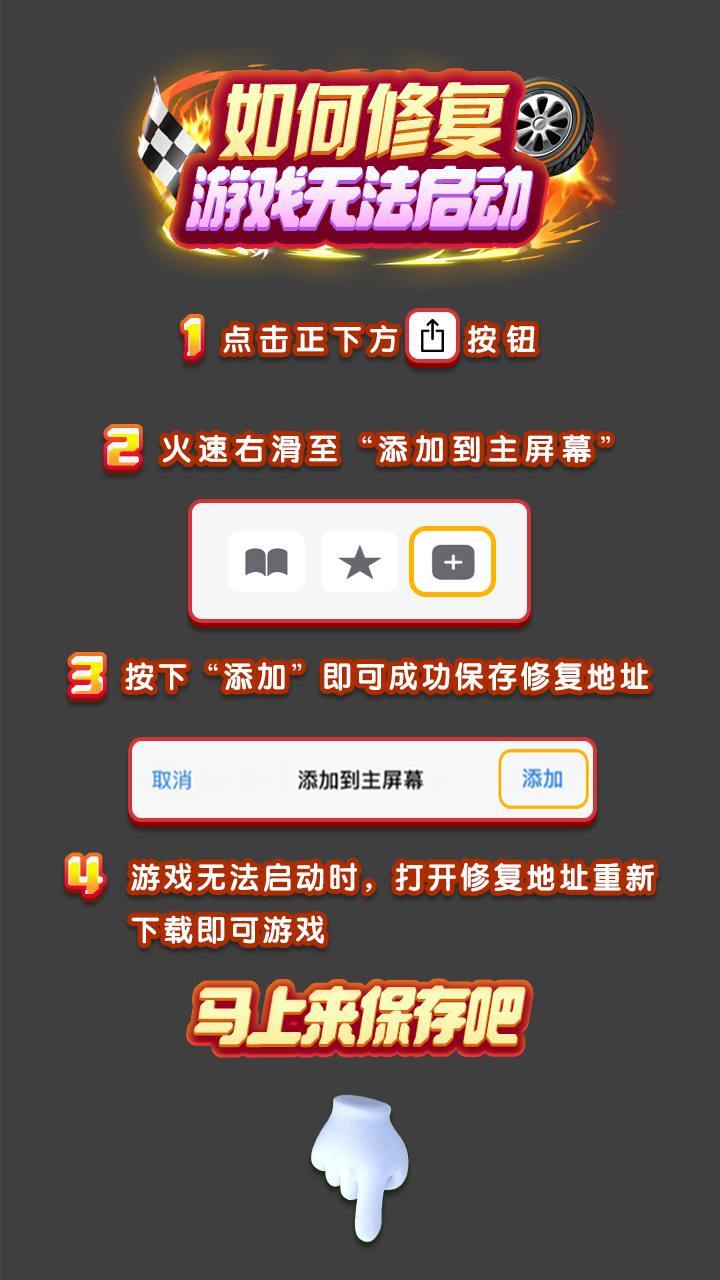 如何修复
游戏无法启动
1 点击正下方 按钮
2 火速右滑至“添加到主屏幕”
3 按下“添加”即可成功保存修复地址
取消 添加到主屏幕 添加
4 游戏无法启动时，打开修复地址重新
下载即可游戏
马上来保存吧